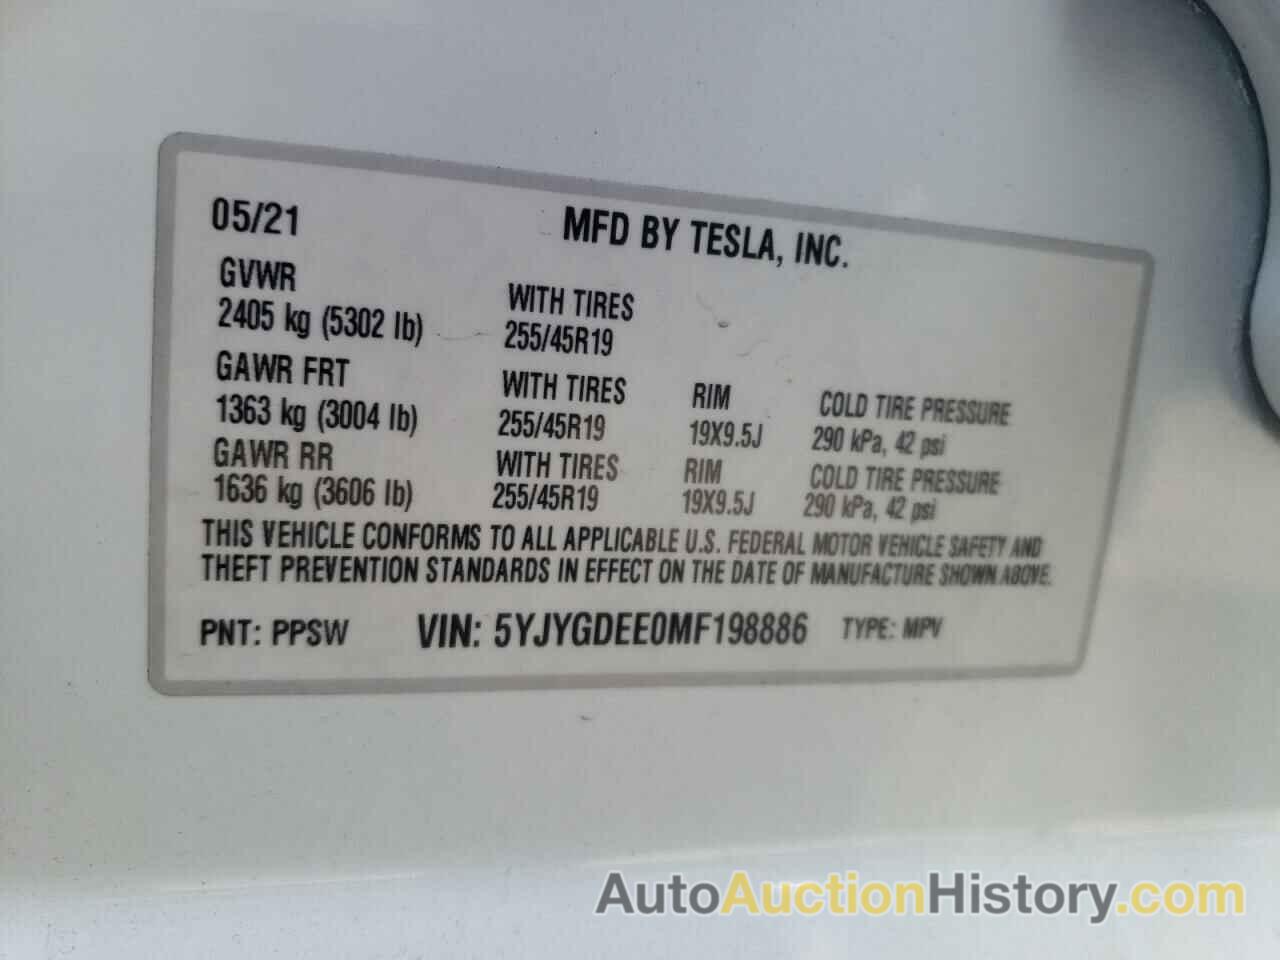 05/21 MFD BY TESLA, INC.
GVWR
2405 kg (5302 lb) WITH TIRES 255/45R19
GAWR FRT WITH TIRES RIM COLD TIRE PRESSURE
1363 kg (3004 lb) 255/45R19 19X9.5J 290 kPa, 42 psi
GAWR RR WITH TIRES RIM COLD TIRE PRESSURE
1636 kg (3606 lb) 255/45R19 19X9.5J 290 kPa, 42 psi
THIS VEHICLE CONFORMS TO ALL APPLICABLE U.S. FEDERAL MOTOR VEHICLE SAFETY AND
THEFT PREVENTION STANDARDS IN EFFECT ON THE DATE OF MANUFACTURE SHOWN ABOVE.
PNT: PPSW VIN: 5YJYGDEE0MF198886 TYPE: MPV
AutoAuctionHistory.com